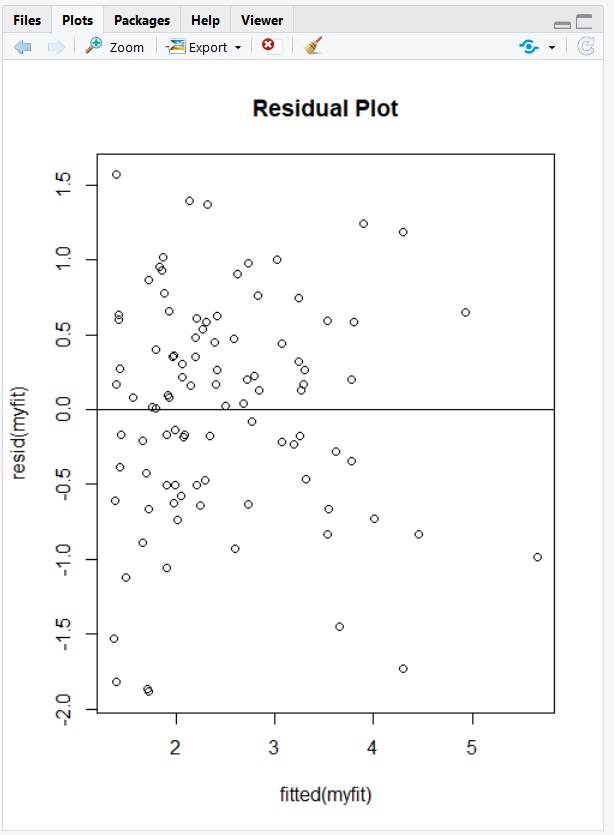 Files Plots Packages Help Viewer
Zoom Export
Residual Plot
1.5
1.0
0.5
0.0
-0.5
-1.0
-1.5
-2.0
resid(myfit)
2 3 4 5
fitted(myfit)